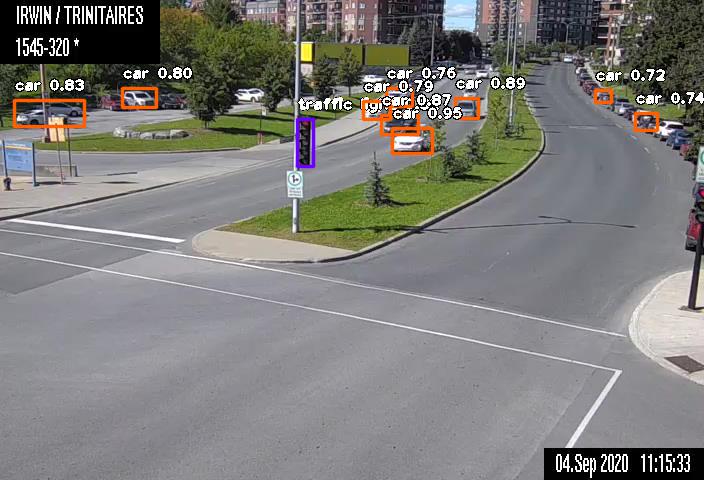 IRWIN / TRINITAIRES
1545-320 *
car 0.83
car 0.80
car 0.76
car 0.79
car 0.87
car 0.95
car 0.89
traffic
car 0.72
car 0.74
04.Sep 2020 11:15:33